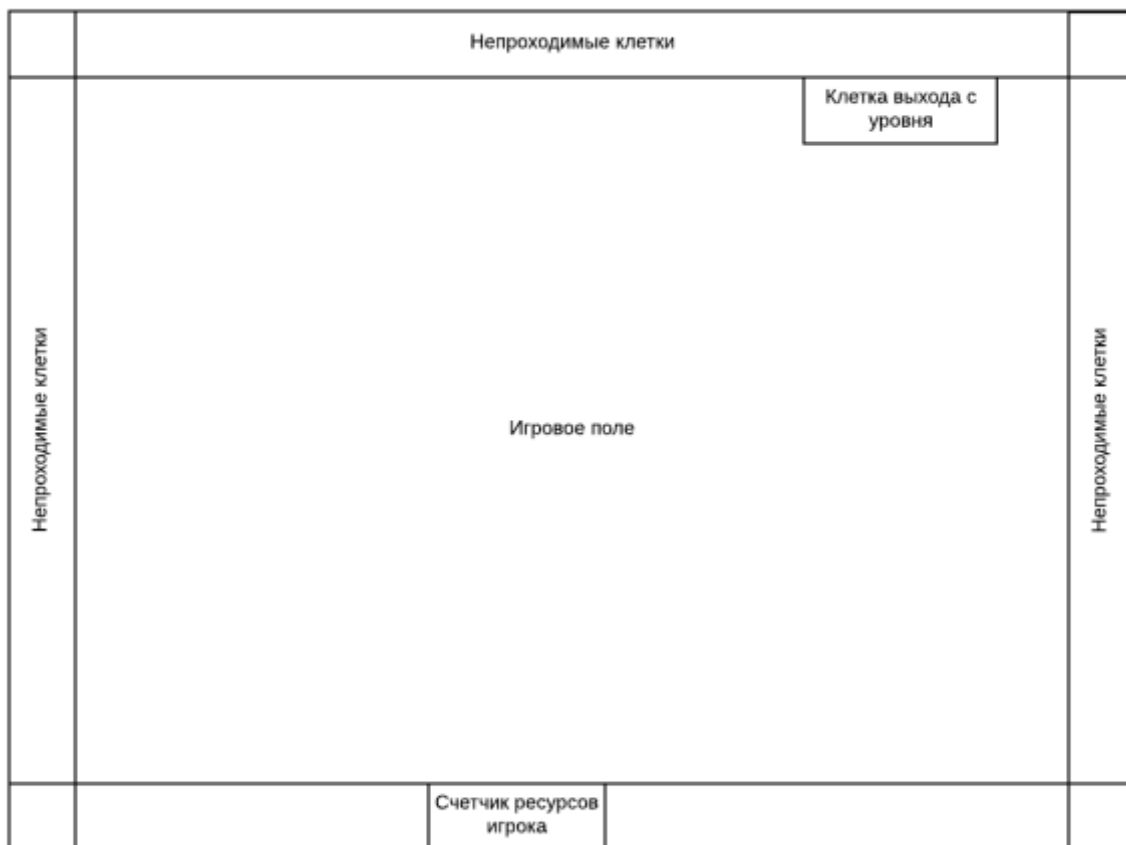 Непроходимые клетки
Клетка выхода с
уровня
Непроходимые клетки
Игровое поле
Непроходимые клетки
Счетчик ресурсов
игрока